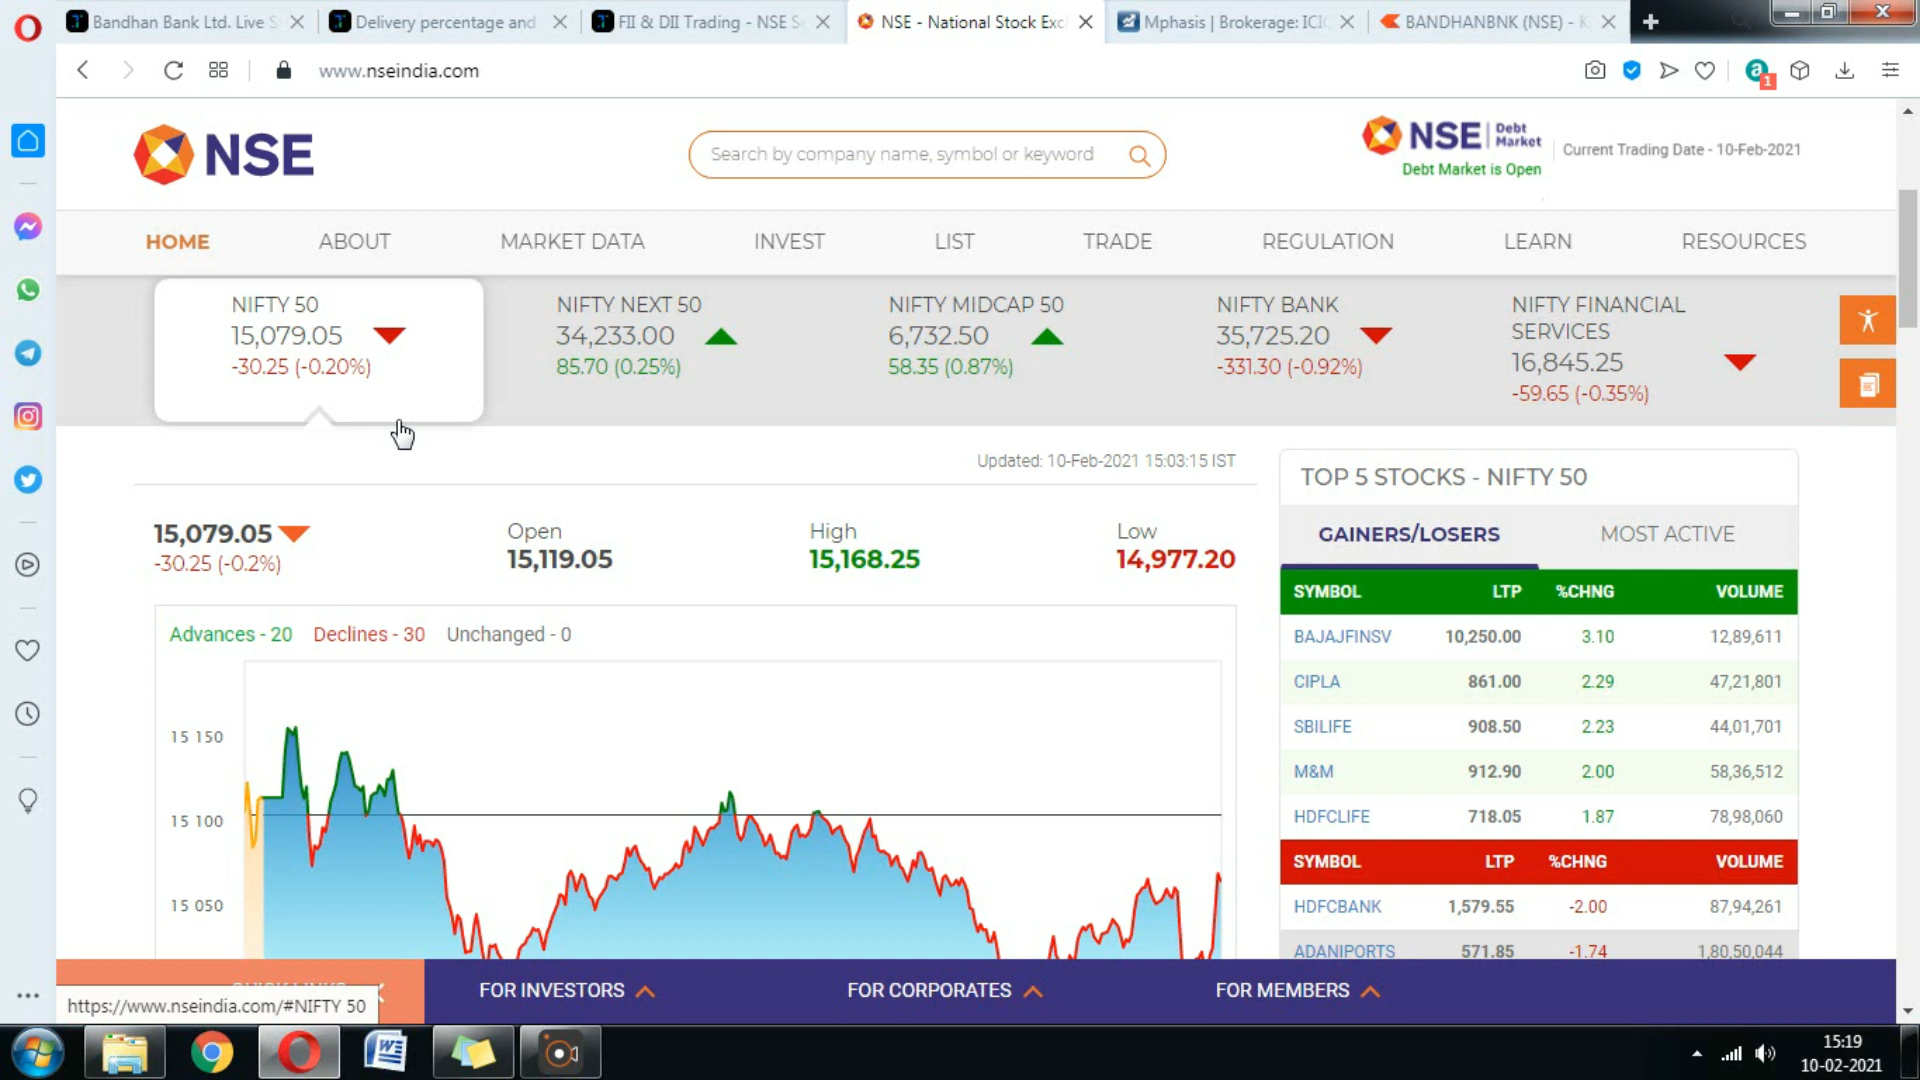 Bandhan Bank Ltd. Live S
Delivery percentage and
FII & DII Trading - NSE Se
NSE - National Stock Exc
Mphasis | Brokerage: ICIC
BANDHANBNK (NSE) - K
www.nseindia.com
a
1
NSE
Search by company name, symbol or keyword
NSE Debt Market
Debt Market is Open
Current Trading Date - 10-Feb-2021
HOME ABOUT MARKET DATA INVEST LIST TRADE REGULATION LEARN RESOURCES
NIFTY 50
15,079.05
-30.25 (-0.20%)
NIFTY NEXT 50
34,233.00
85.70 (0.25%)
NIFTY MIDCAP 50
6,732.50
58.35 (0.87%)
NIFTY BANK
35,725.20
-331.30 (-0.92%)
NIFTY FINANCIAL
SERVICES
16,845.25
-59.65 (-0.35%)
Updated: 10-Feb-2021 15:03:15 IST
15,079.05
-30.25 (-0.2%)
Open
15,119.05
High
15,168.25
Low
14,977.20
Advances - 20 Declines - 30 Unchanged - 0
15 150
15 100
15 050
TOP 5 STOCKS - NIFTY 50
GAINERS/LOSERS MOST ACTIVE
SYMBOL LTP %CHNG VOLUME
BAJAJFINSV 10,250.00 3.10 12,89,611
CIPLA 861.00 2.29 47,21,801
SBILIFE 908.50 2.23 44,01,701
M&M 912.90 2.00 58,36,512
HDFCLIFE 718.05 1.87 78,98,060
SYMBOL LTP %CHNG VOLUME
HDFCBANK 1,579.55 -2.00 87,94,261
ADANIPORTS 571.85 -1.74 1,80,50,044
FOR INVESTORS FOR CORPORATES FOR MEMBERS
https://www.nseindia.com/#NIFTY 50
15:19
10-02-2021